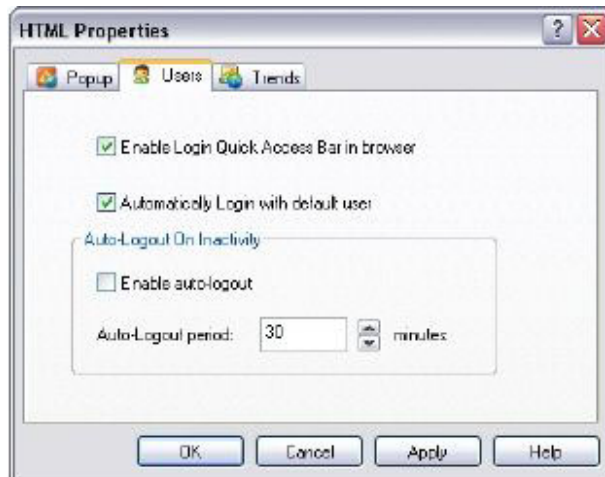 HTML Properties
Popup Users Trends
Enable Login Quick Access Bar in browser
Automatically Login with default user
Auto-Logout On Inactivity
Enable auto-logout
Auto-Logout period: 30 minutes
OK Cancel Apply Help